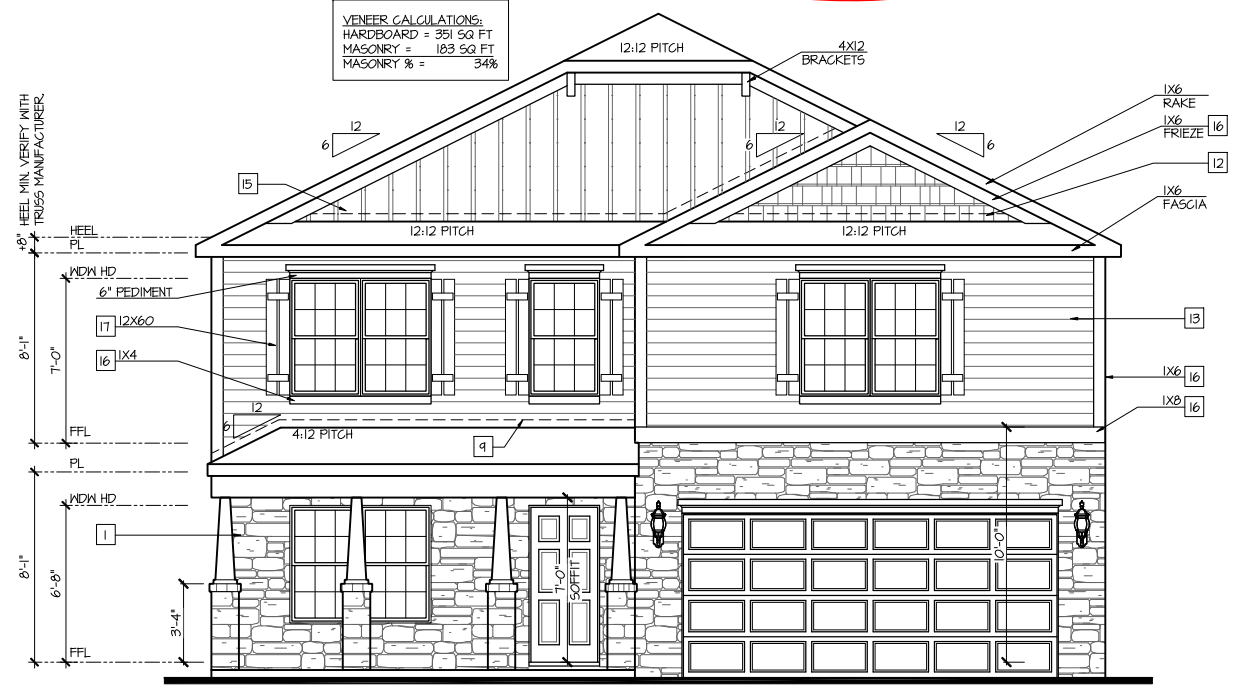 VENEER CALCULATIONS:
HARDBOARD = 351 SQ FT
MASONRY = 183 SQ FT
MASONRY % = 34%
12:12 PITCH
4X12
BRACKETS
+8" HEEL MIN. VERIFY WITH
TRUSS MANUFACTURER.
12
6
12
6
12
6
1X6
RAKE
1X6
FRIEZE 16
12
15
1X6
FASCIA
HEEL
PL
12:12 PITCH
12:12 PITCH
WDW HD
6" PEDIMENT
17 12X60
16 1X4
13
8'-1"
7'-0"
1X6 16
1X8 16
12
6
4:12 PITCH
9
FFL
PL
WDW HD
1
8'-1"
6'-8"
3'-4"
7'-0"
SOFFIT
10'-0"
FFL